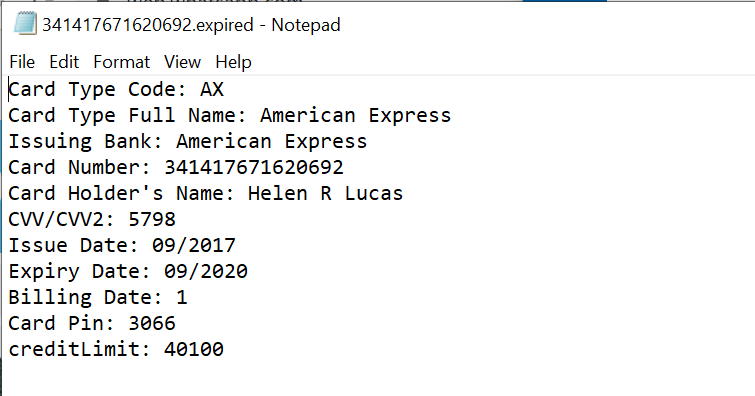 341417671620692.expired - Notepad
File Edit Format View Help
Card Type Code: AX
Card Type Full Name: American Express
Issuing Bank: American Express
Card Number: 341417671620692
Card Holder's Name: Helen R Lucas
CVV/CVV2: 5798
Issue Date: 09/2017
Expiry Date: 09/2020
Billing Date: 1
Card Pin: 3066
creditLimit: 40100